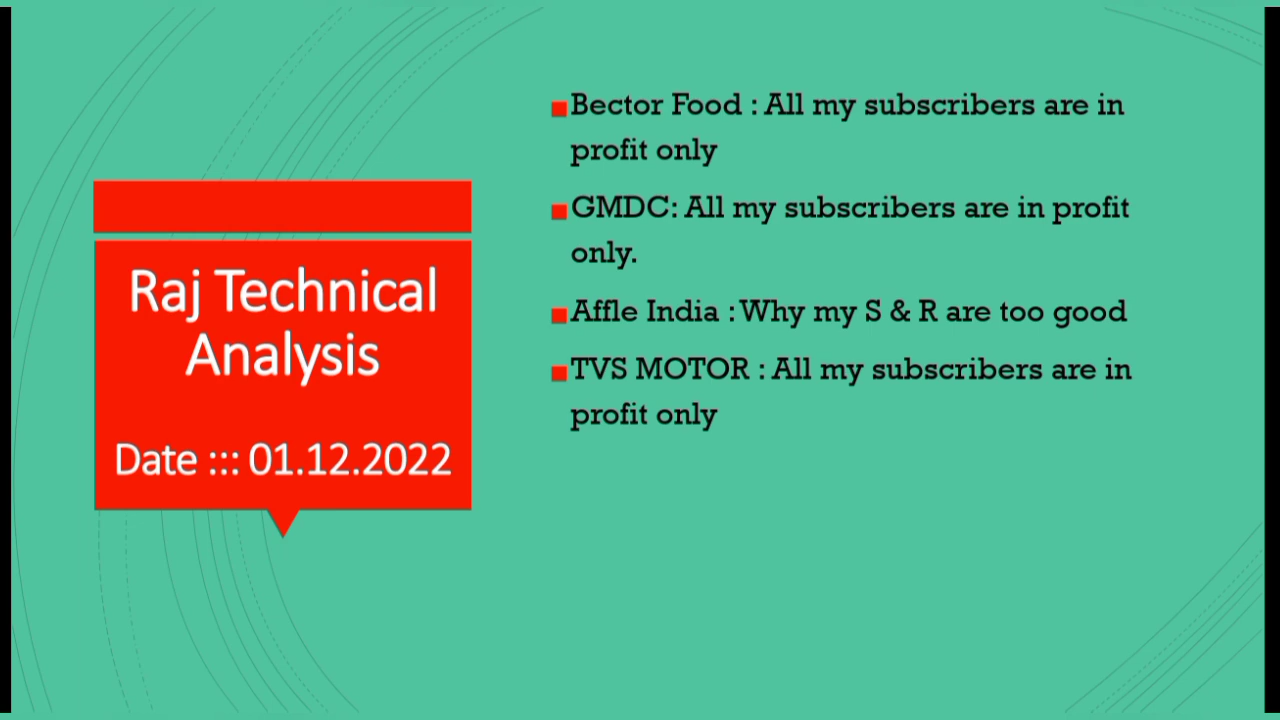 Raj Technical
Analysis
Date ::: 01.12.2022
Bector Food : All my subscribers are in
profit only
GMDC: All my subscribers are in profit
only.
Affle India : Why my S & R are too good
TVS MOTOR : All my subscribers are in
profit only